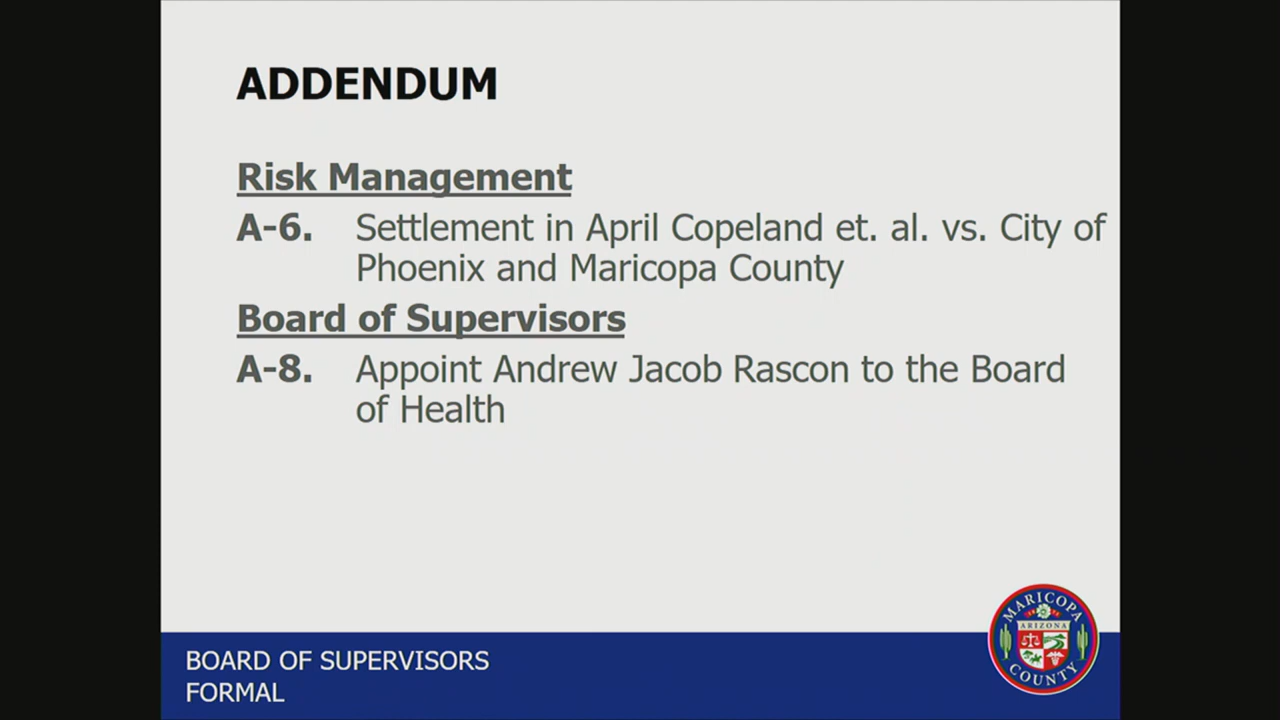 ADDENDUM
Risk Management
A-6. Settlement in April Copeland et. al. vs. City of
Phoenix and Maricopa County
Board of Supervisors
A-8. Appoint Andrew Jacob Rascon to the Board
of Health
MARICOPA
ARIZONA
COUNTY
BOARD OF SUPERVISORS
FORMAL